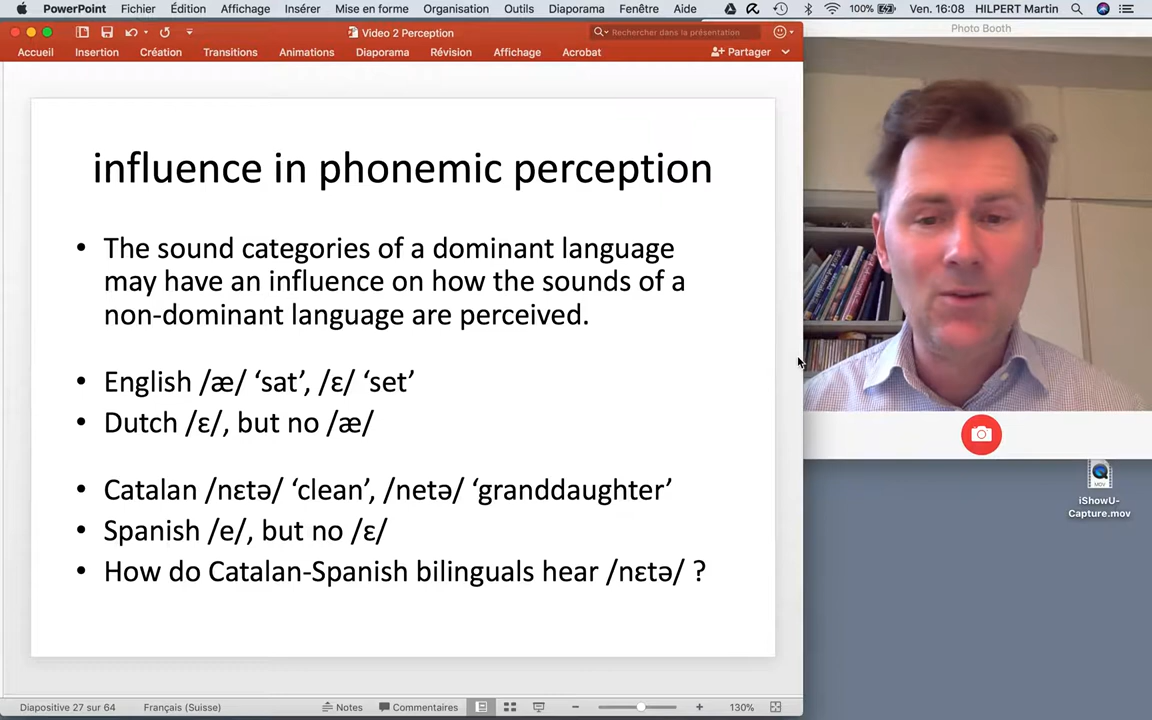 PowerPoint Fichier Édition Affichage Insérer Mise en forme Organisation Outils Diaporama Fenêtre Aide 100% Ven. 16:08 HILPERT Martin
Video 2 Perception
Rechercher dans la présentation
Photo Booth
Accueil Insertion Création Transitions Animations Diaporama Révision Affichage Acrobat Partager
influence in phonemic perception
• The sound categories of a dominant language
may have an influence on how the sounds of a
non-dominant language are perceived.
• English /æ/ ‘sat’, /ɛ/ ‘set’
• Dutch /ɛ/, but no /æ/
• Catalan /nɛtə/ ‘clean’, /netə/ ‘granddaughter’
• Spanish /e/, but no /ɛ/
• How do Catalan-Spanish bilinguals hear /nɛtə/ ?
MOV
iShowU-
Capture.mov
Diapositive 27 sur 64 Français (Suisse) Notes Commentaires 130%